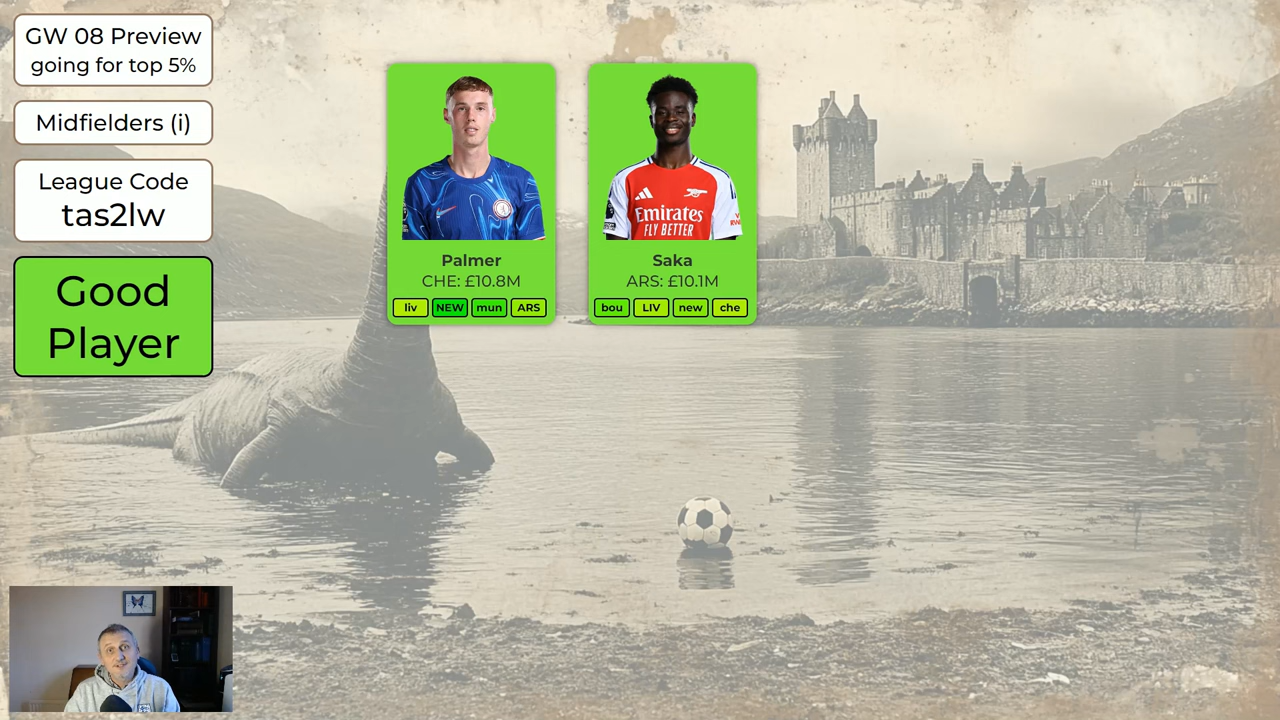 GW 08 Preview
going for top 5%
Midfielders (i)
League Code
tas2lw
Good
Player
Palmer
CHE: £10.8M
liv NEW mun ARS
Emirates
FLY BETTER
Saka
ARS: £10.1M
bou LIV new che